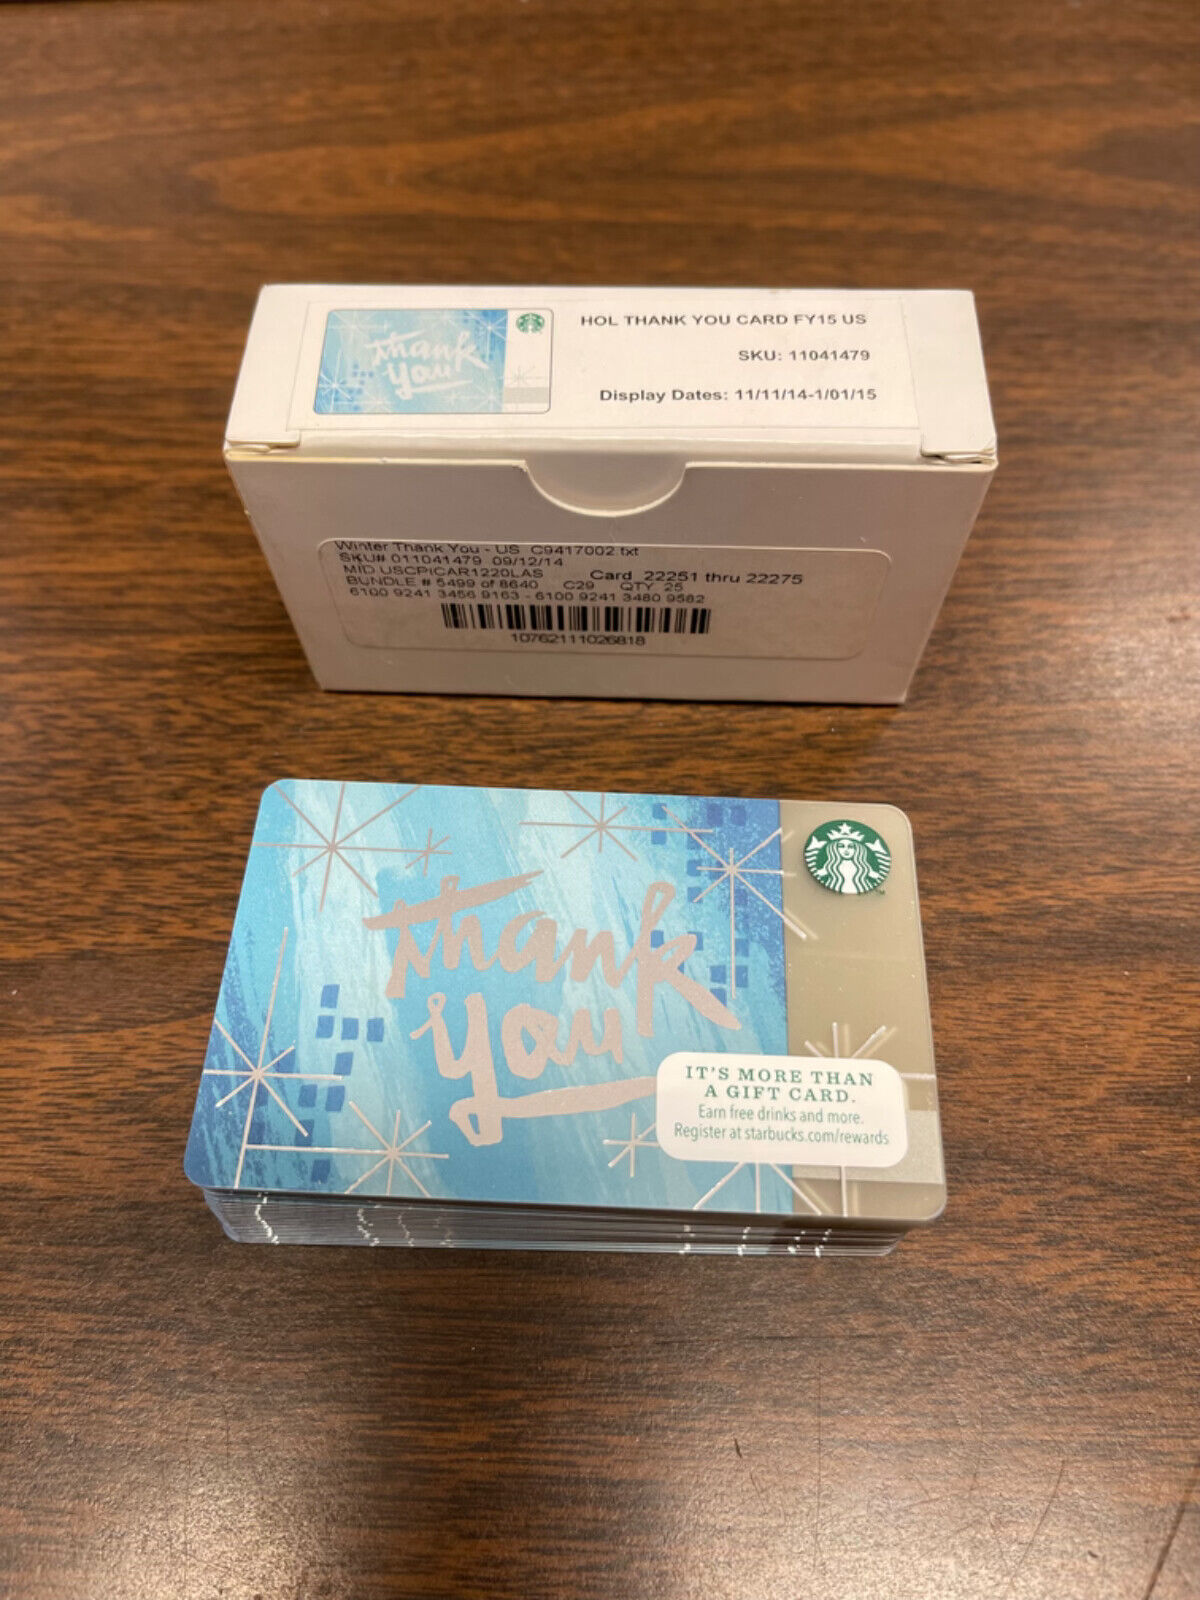 thank
you
HOL THANK YOU CARD FY15 US
SKU: 11041479
Display Dates: 11/11/14-1/01/15
Winter Thank You - US C9417002.txt
SKU# 011041479 09/12/14
MID USCP(CAR1220LAS Card 22251 thru 22275
BUNDLE # 5499 of 8640 C29 QTY 25
6100 9241 3456 9163 - 6100 9241 3480 9582
10762111026818
thank
you
IT'S MORE THAN
A GIFT CARD.
Earn free drinks and more.
Register at starbucks.com/rewards